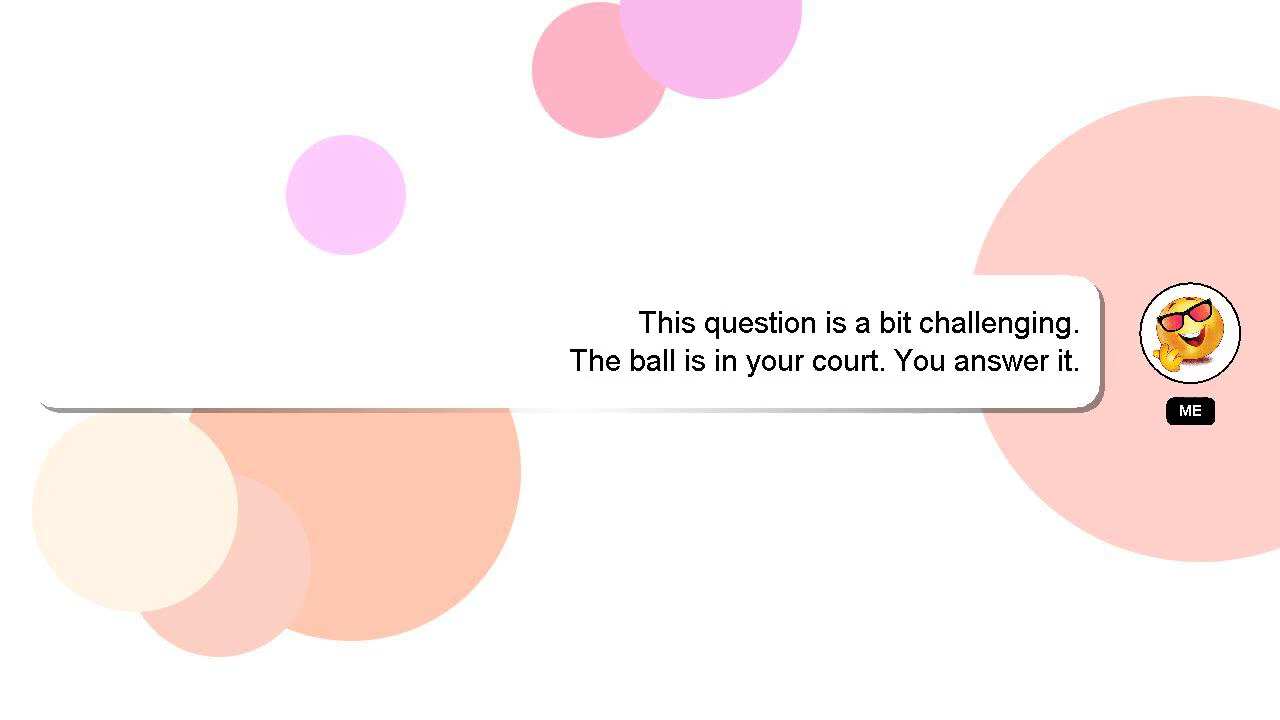 This question is a bit challenging.
The ball is in your court. You answer it.
ME